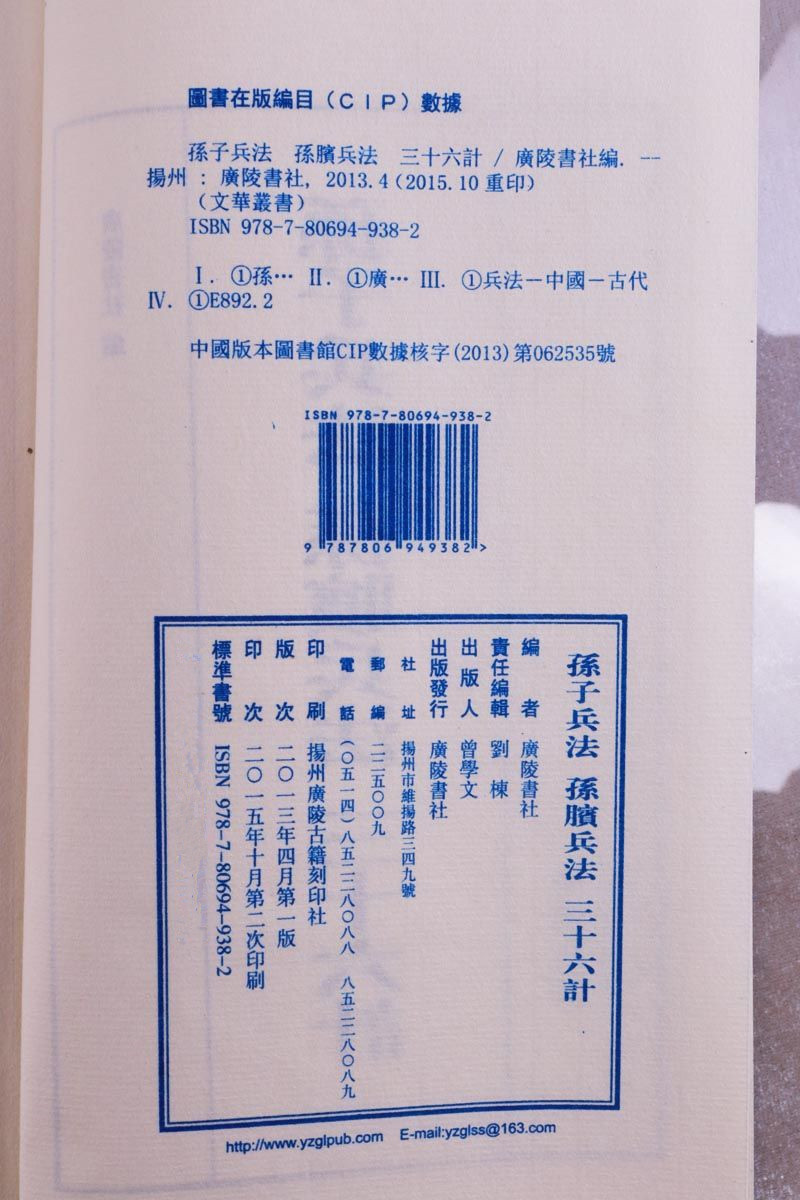 圖書在版編目（CIP）數據
孫子兵法　孫臏兵法　三十六計 / 廣陵書社編. --
揚州 : 廣陵書社, 2013.4（2015.10重印）
（文華叢書）
ISBN 978-7-80694-938-2
Ⅰ. ①孫… Ⅱ. ①廣… Ⅲ. ①兵法－中國－古代
Ⅳ. ①E892.2
中國版本圖書館CIP數據核字(2013)第062535號
ISBN 978-7-80694-938-2
9 787806 949382 >
孫子兵法　孫臏兵法　三十六計
編者　廣陵書社
責任編輯　劉棟
出版人　曾學文
出版發行　廣陵書社
社址　揚州市維揚路三四九號
郵編　二二五〇〇九
電話　（〇五一四）八五二二八〇八八　八五二二八〇八九
印刷　揚州廣陵古籍刻印社
版次　二〇一三年四月第一版
印次　二〇一五年十月第二次印刷
標準書號　ISBN 978-7-80694-938-2
http://www.yzglpub.com　E-mail:yzglss@163.com